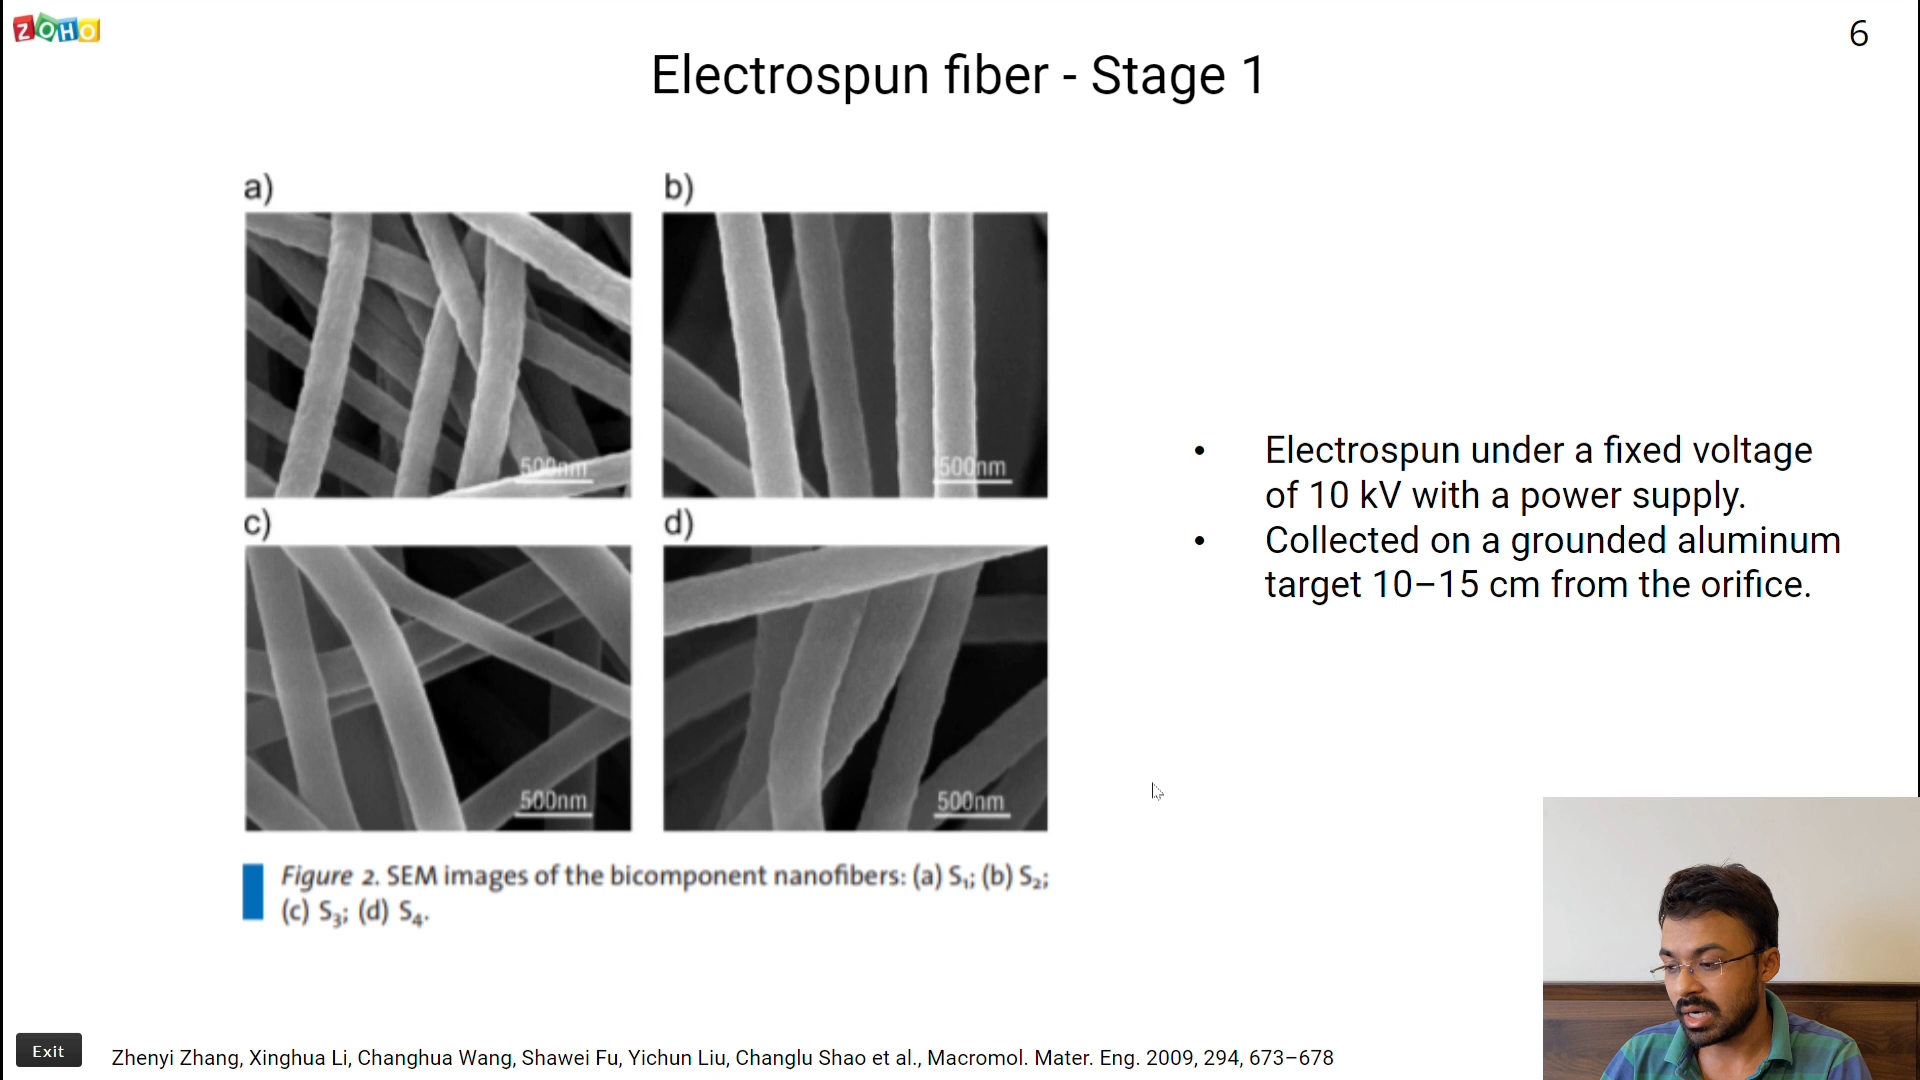 ZOHO
6
Electrospun fiber - Stage 1
a)
b)
500nm
500nm
c)
d)
500nm
500nm
Figure 2. SEM images of the bicomponent nanofibers: (a) S₁; (b) S₂;
(c) S₃; (d) S₄.
• Electrospun under a fixed voltage
of 10 kV with a power supply.
• Collected on a grounded aluminum
target 10–15 cm from the orifice.
Exit
Zhenyi Zhang, Xinghua Li, Changhua Wang, Shawei Fu, Yichun Liu, Changlu Shao et al., Macromol. Mater. Eng. 2009, 294, 673–678